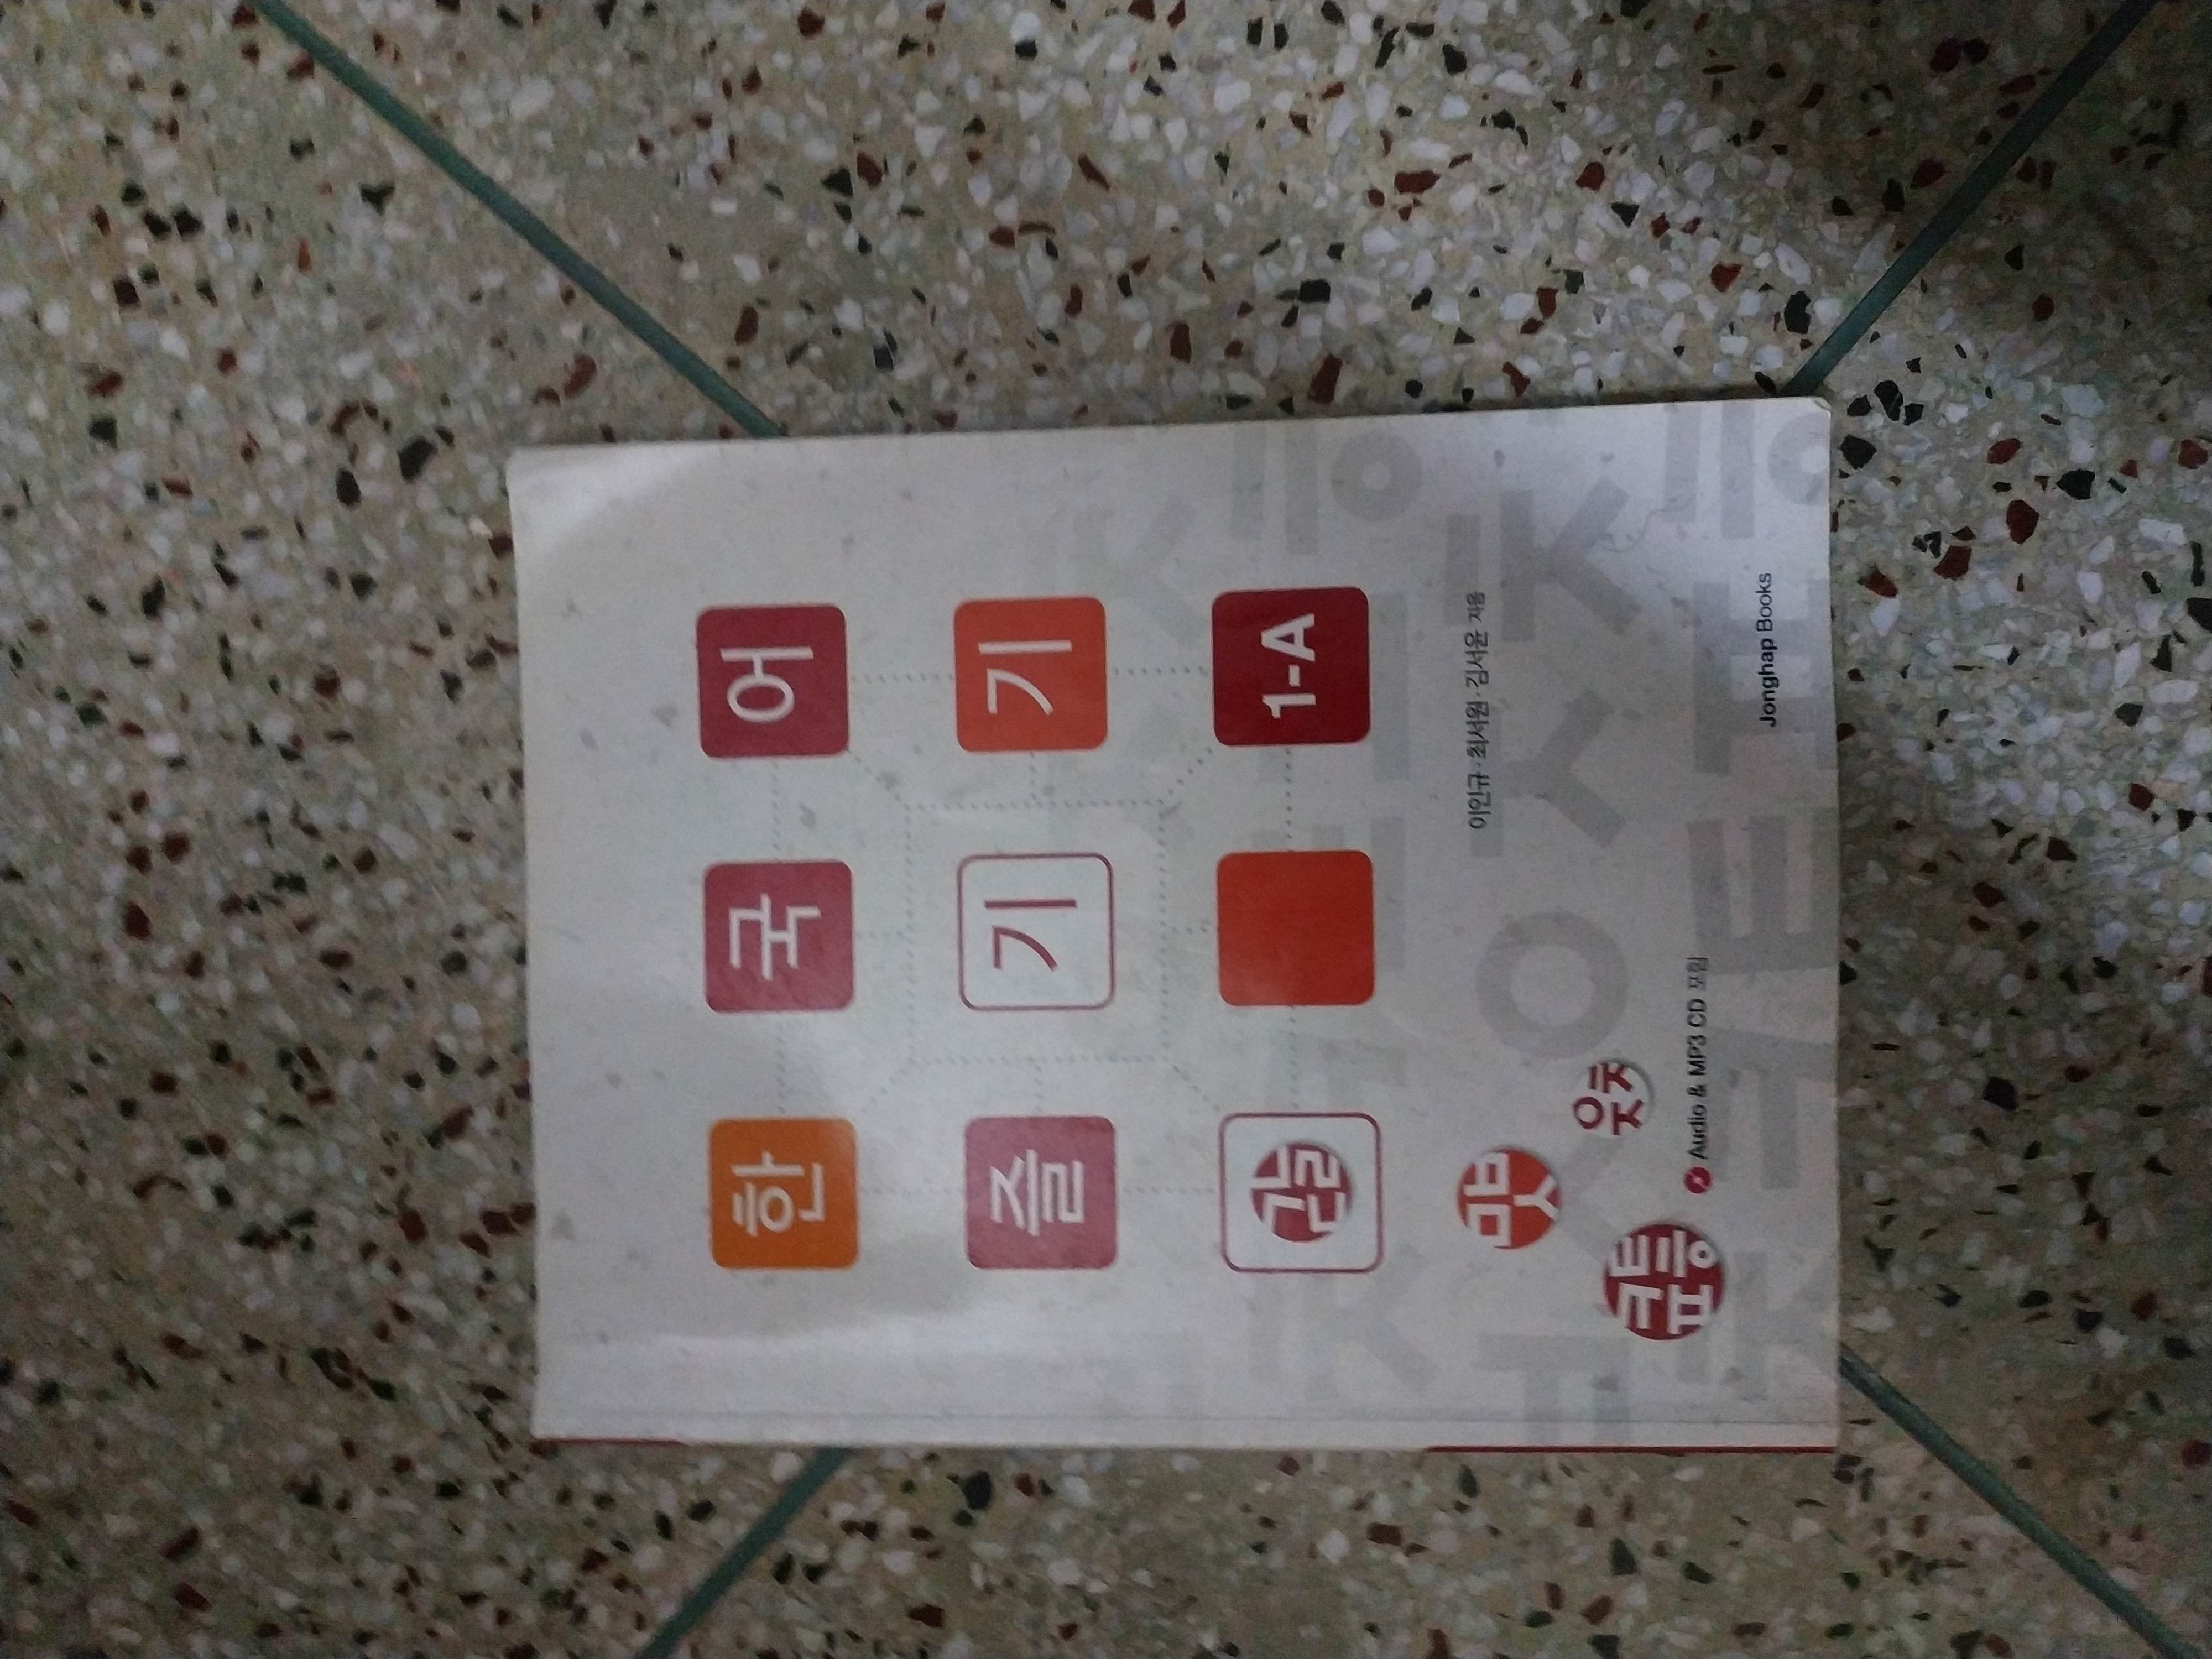 한 국 어
즐 기 기
1-A
이인규·최서원·김서윤 지음
Audio & MP3 CD 포함
Jonghap Books